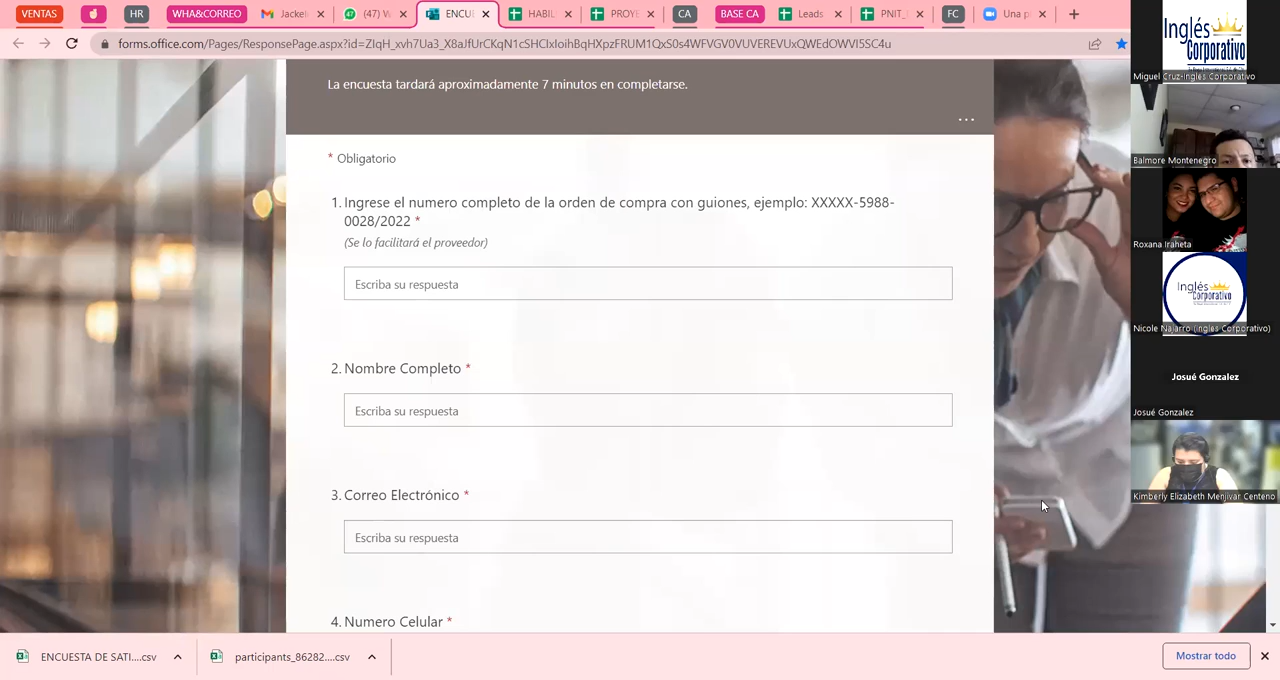 VENTAS
HR
WHA&CORREO
Jackel
(47) W
ENCU
HABIL
PROYE
CA
BASE CA
Leads
PNIT_
FC
Una p
forms.office.com/Pages/ResponsePage.aspx?id=ZIqH_xvh7Ua3_X8aJfUrCKqN1cSHCIxIoihBqHXpzFRUM1QxS0s4WFVGV0VUVEREVUxQWEdOWVI5SC4u
La encuesta tardará aproximadamente 7 minutos en completarse.
* Obligatorio
1. Ingrese el numero completo de la orden de compra con guiones, ejemplo: XXXXX-5988-
0028/2022 *
(Se lo facilitará el proveedor)
Escriba su respuesta
2. Nombre Completo *
Escriba su respuesta
3. Correo Electrónico *
Escriba su respuesta
4. Numero Celular *
Inglés
Corporativo
Miguel Cruz-Inglés Corporativo
Balmore Montenegro
Roxana Iraheta
Inglés
Corporativo
Nicole Najarro (Ingles Corporativo)
Josué Gonzalez
Josué Gonzalez
Kimberly Elizabeth Menjivar Centeno
ENCUESTA DE SATI....csv
participants_86282....csv
Mostrar todo